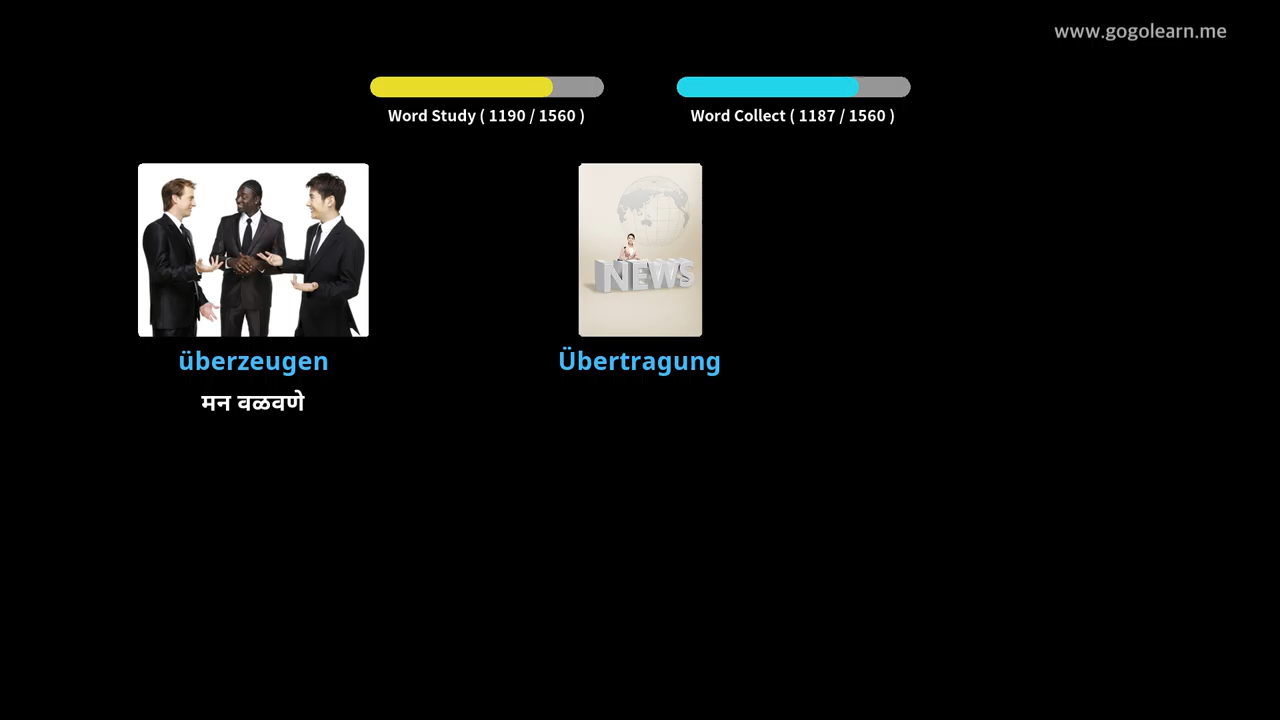 www.gogolearn.me
Word Study ( 1190 / 1560 )
Word Collect ( 1187 / 1560 )
NEWS
überzeugen
Übertragung
मन वळवणे